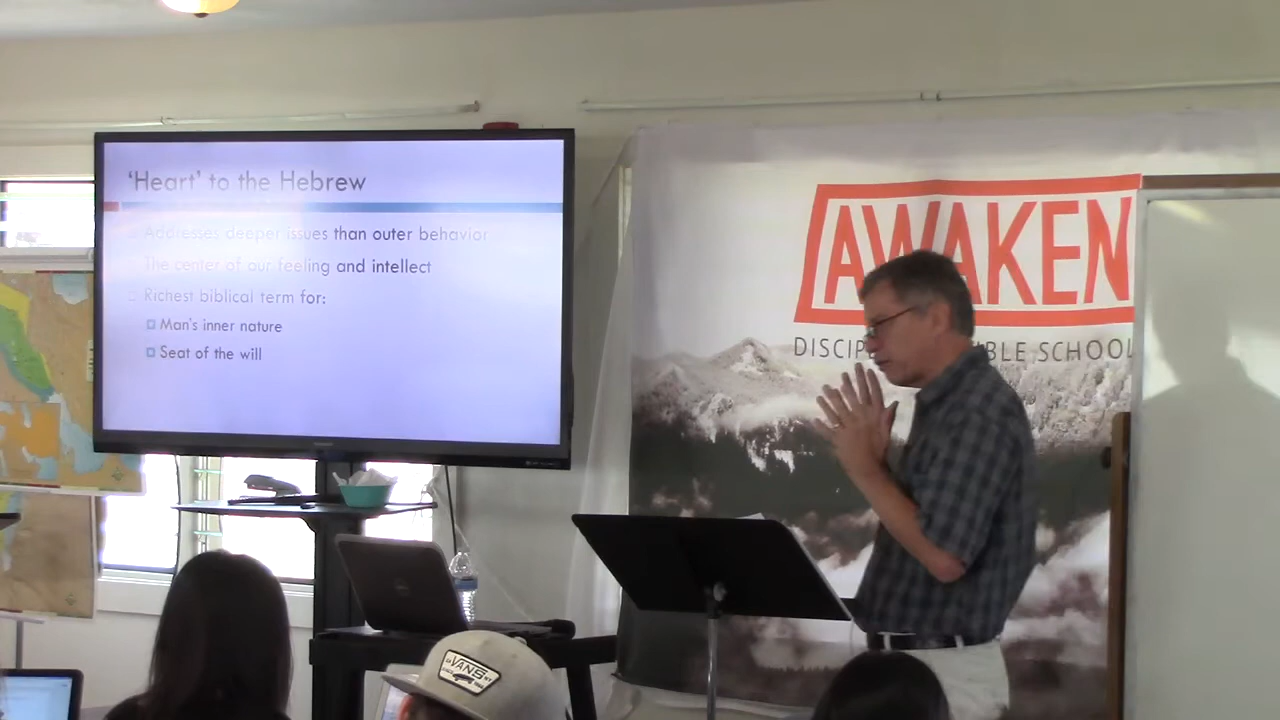 'Heart' to the Hebrew
Addresses deeper issues than outer behavior
The center of our feeling and intellect
Richest biblical term for:
Man's inner nature
Seat of the will
AWAKEN
DISCIP BLE SCHOOL
VANS